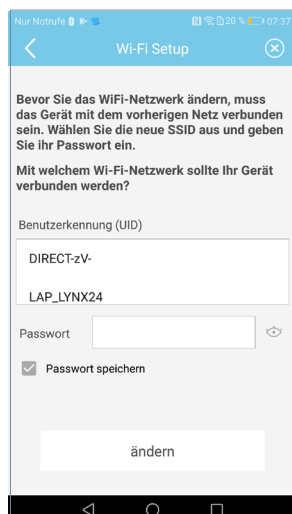 Nur Notrufe 20 % 07:37
Wi-Fi Setup
Bevor Sie das WiFi-Netzwerk ändern, muss
das Gerät mit dem vorherigen Netz verbunden
sein. Wählen Sie die neue SSID aus und geben
Sie ihr Passwort ein.
Mit welchem Wi-Fi-Netzwerk sollte Ihr Gerät
verbunden werden?
Benutzerkennung (UID)
DIRECT-zV-
LAP_LYNX24
Passwort
Passwort speichern
ändern